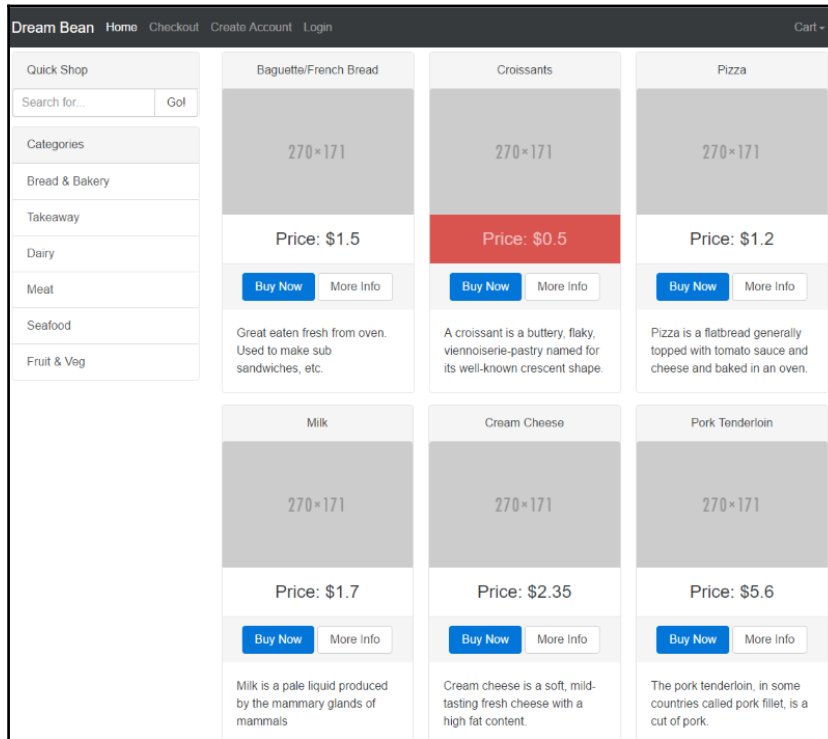 Dream Bean Home Checkout Create Account Login Cart
Quick Shop
Search for... Go!
Categories
Bread & Bakery
Takeaway
Dairy
Meat
Seafood
Fruit & Veg
Baguette/French Bread
270×171
Price: $1.5
Buy Now More Info
Great eaten fresh from oven.
Used to make sub
sandwiches, etc.
Croissants
270×171
Price: $0.5
Buy Now More Info
A croissant is a buttery, flaky,
viennoiserie-pastry named for
its well-known crescent shape.
Pizza
270×171
Price: $1.2
Buy Now More Info
Pizza is a flatbread generally
topped with tomato sauce and
cheese and baked in an oven.
Milk
270×171
Price: $1.7
Buy Now More Info
Milk is a pale liquid produced
by the mammary glands of
mammals
Cream Cheese
270×171
Price: $2.35
Buy Now More Info
Cream cheese is a soft, mild-
tasting fresh cheese with a
high fat content.
Pork Tenderloin
270×171
Price: $5.6
Buy Now More Info
The pork tenderloin, in some
countries called pork fillet, is a
cut of pork.